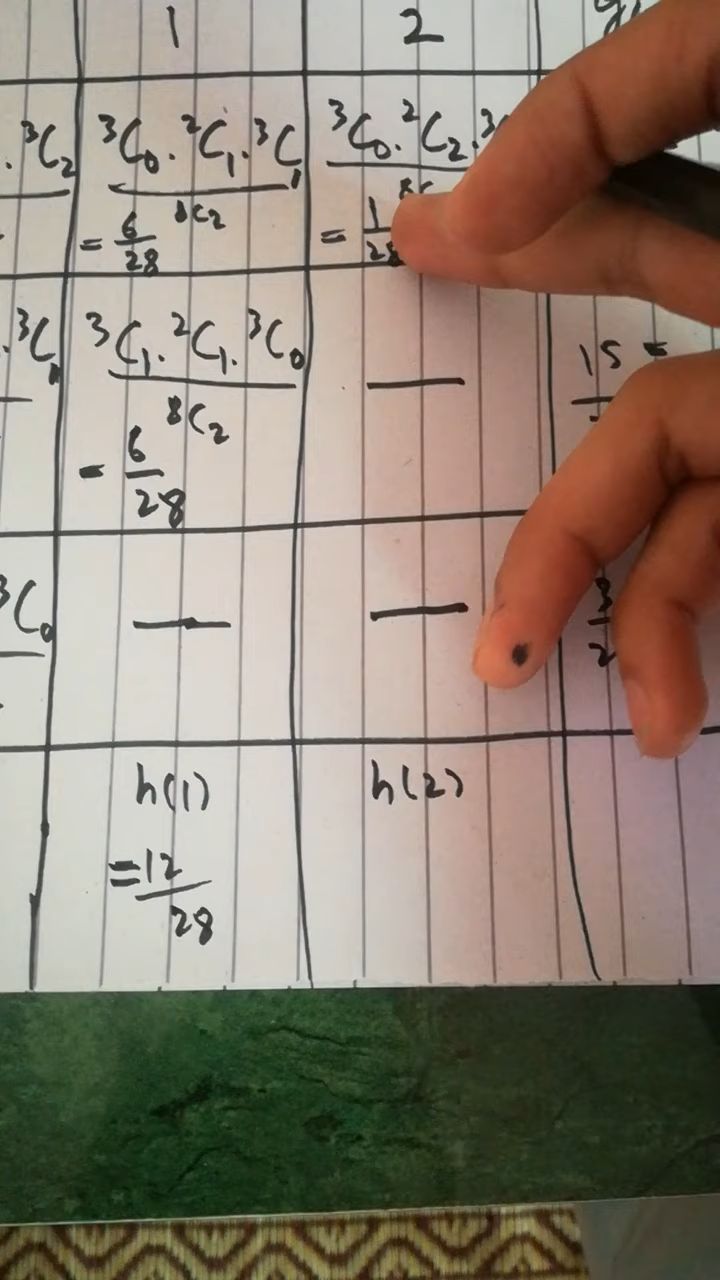 1 2
. ³C₂ ³C₀ . ²C₁ . ³C₁ ³C₀ . ²C₂ .
⁸C₂
= 6/28 = 1/28
. ³C₁ ³C₁ . ²C₁ . ³C₀ — 15
⁸C₂
= 6/28
³C₀ — —
h(1) h(2)
= 12/28